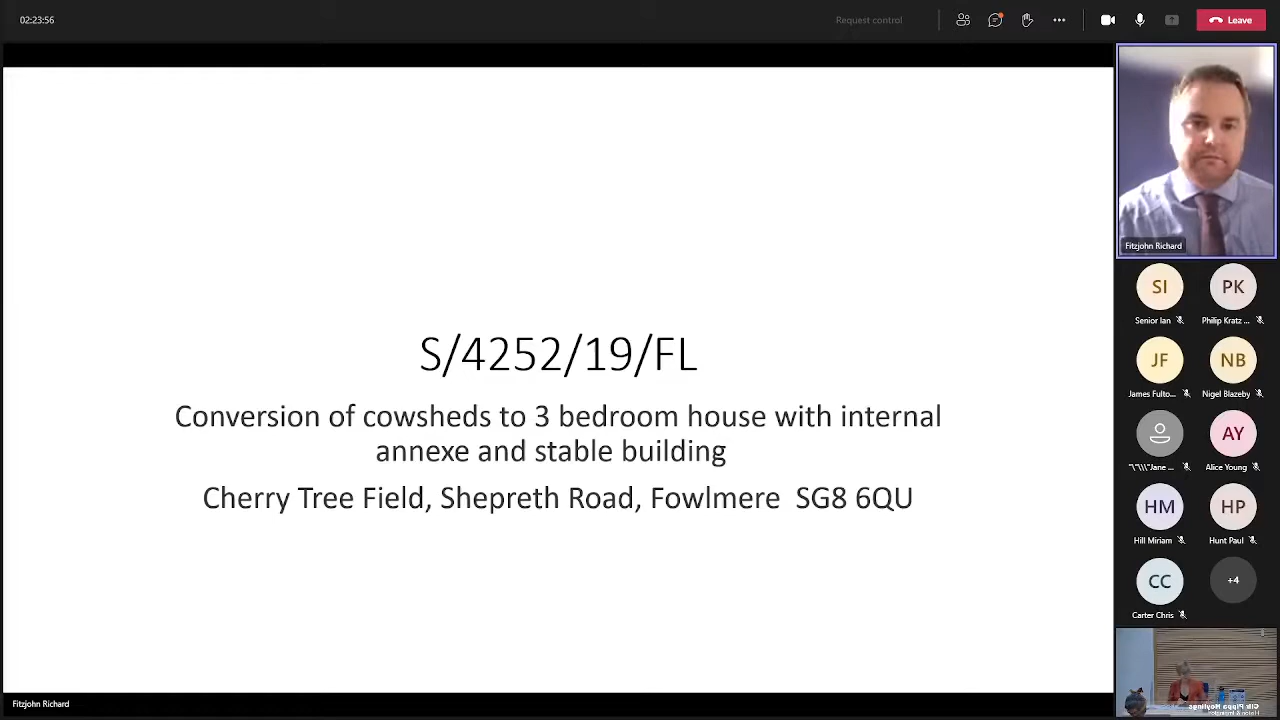 02:23:56
Request control
Leave
S/4252/19/FL
Conversion of cowsheds to 3 bedroom house with internal
annexe and stable building
Cherry Tree Field, Shepreth Road, Fowlmere SG8 6QU
Fitzjohn Richard
SI
PK
Senior Ian
Philip Kratz ...
JF
NB
James Fulto...
Nigel Blazeby
AY
"\"\\\"Jane ...
Alice Young
HM
HP
Hill Miriam
Hunt Paul
CC
+4
Carter Chris
Fitzjohn Richard